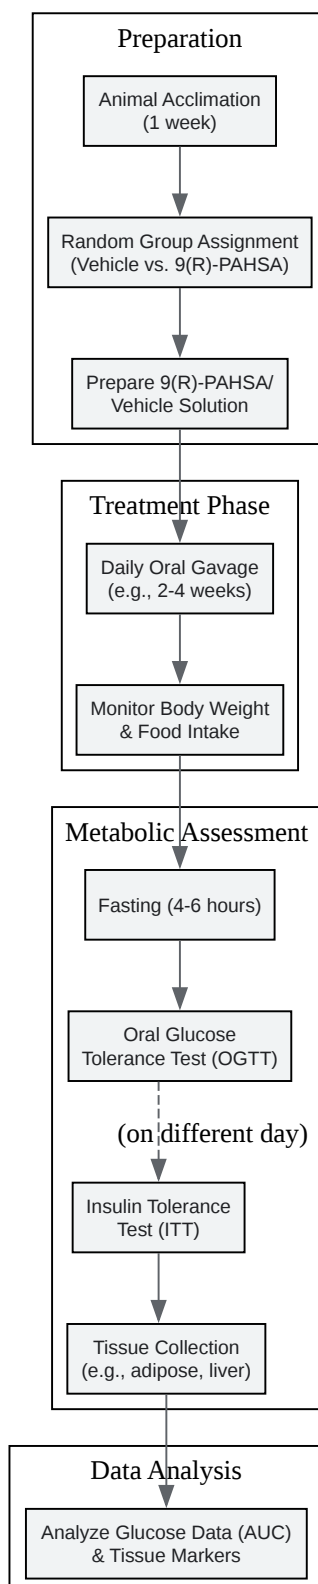 Preparation
Animal Acclimation
(1 week)
Random Group Assignment
(Vehicle vs. 9(R)-PAHSA)
Prepare 9(R)-PAHSA/
Vehicle Solution
Treatment Phase
Daily Oral Gavage
(e.g., 2-4 weeks)
Monitor Body Weight
& Food Intake
Metabolic Assessment
Fasting (4-6 hours)
Oral Glucose
Tolerance Test (OGTT)
(on different day)
Insulin Tolerance
Test (ITT)
Tissue Collection
(e.g., adipose, liver)
Data Analysis
Analyze Glucose Data (AUC)
& Tissue Markers